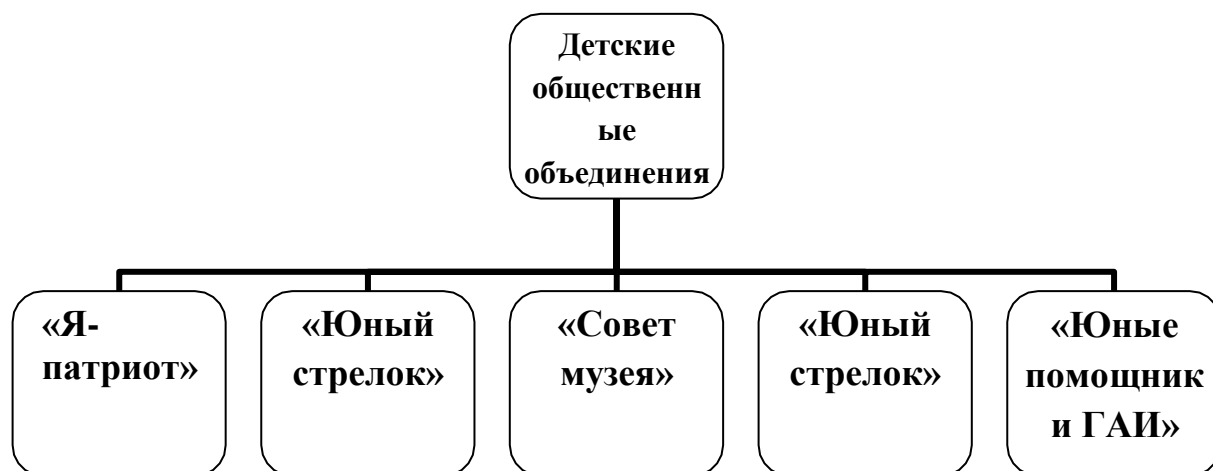 Детские
общественн
ые
объединения
«Я-
патриот»
«Юный
стрелок»
«Совет
музея»
«Юный
стрелок»
«Юные
помощник
и ГАИ»